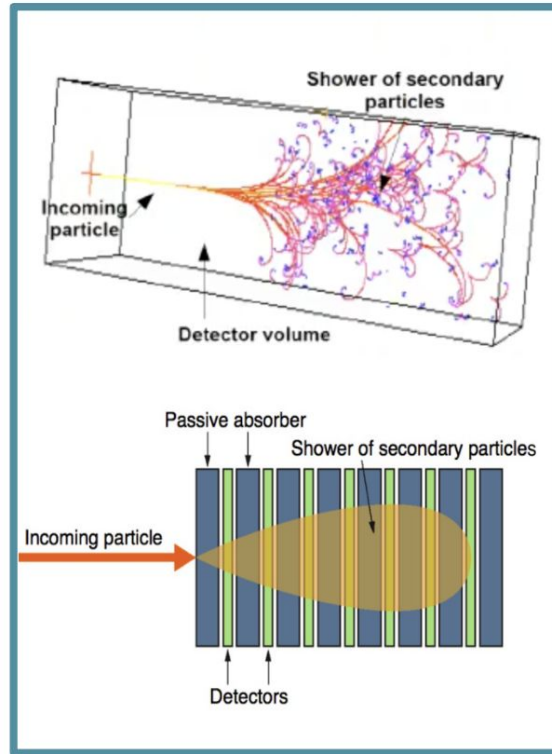 Shower of secondary
particles
Incoming
particle
Detector volume
Passive absorber
Shower of secondary particles
Incoming particle
Detectors